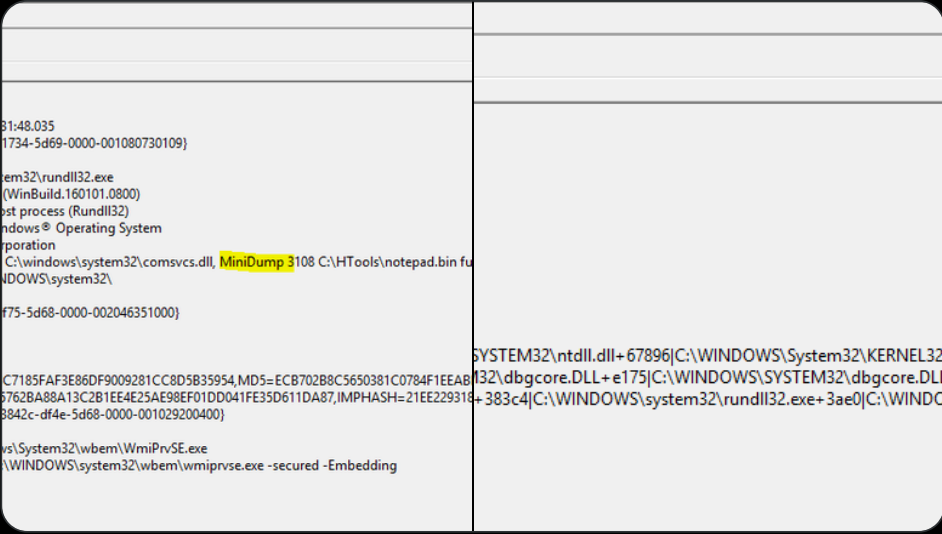 31:48.035
1734-5d69-0000-001080730109}
tem32\rundll32.exe
(WinBuild.160101.0800)
ost process (Rundll32)
ndows® Operating System
rporation
C:\windows\system32\comsvcs.dll, MiniDump 3108 C:\HTools\notepad.bin fu
NDOWS\system32\
f75-5d68-0000-002046351000}
C7185FAF3E86DF9009281CC8D5B35954,MD5=ECB702B8C5650381C0784F1EEAB
5762BA88A13C2B1EE4E25AE98EF01DD041FE35D611DA87,IMPHASH=21EE229318
3842c-df4e-5d68-0000-001029200400}
ws\System32\wbem\WmiPrvSE.exe
:\WINDOWS\system32\wbem\wmiprvse.exe -secured -Embedding
SYSTEM32\ntdll.dll+67896|C:\WINDOWS\System32\KERNEL32
M32\dbgcore.DLL+e175|C:\WINDOWS\SYSTEM32\dbgcore.DLL
+383c4|C:\WINDOWS\system32\rundll32.exe+3ae0|C:\WINDO